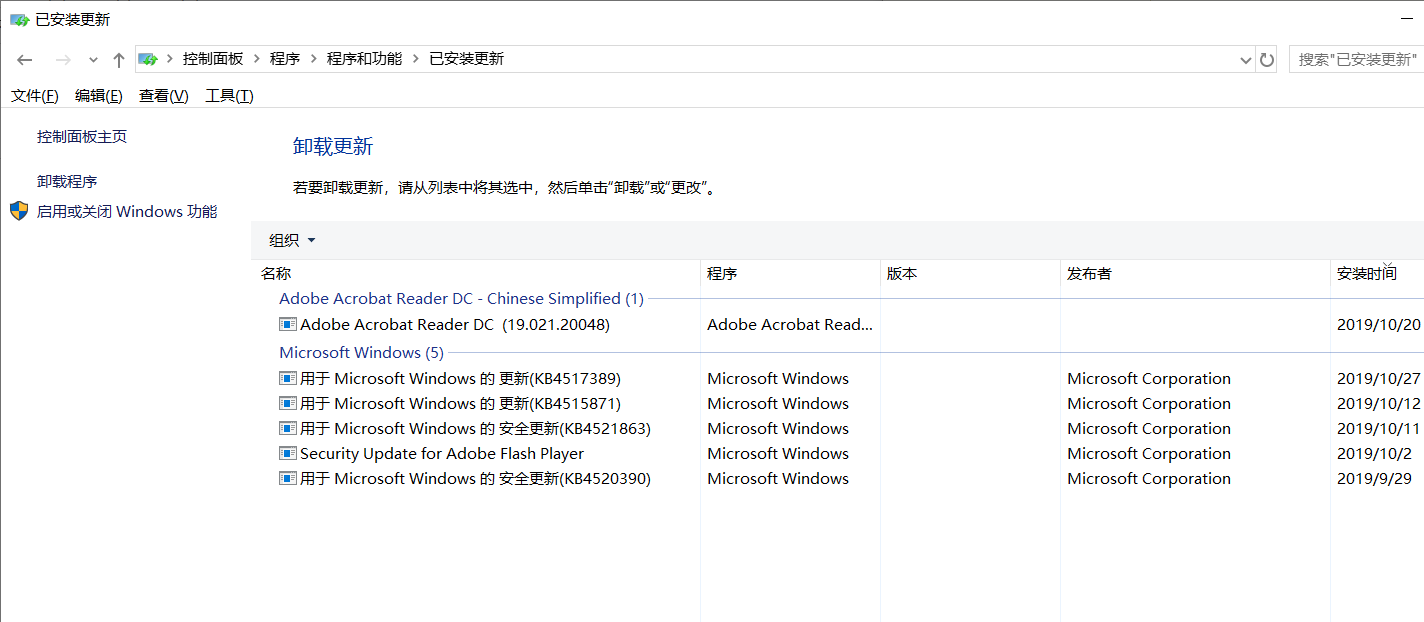 已安装更新
控制面板 程序 程序和功能 已安装更新 搜索"已安装更新"
文件(F) 编辑(E) 查看(V) 工具(T)
控制面板主页
卸载程序
启用或关闭 Windows 功能
卸载更新
若要卸载更新，请从列表中将其选中，然后单击“卸载”或“更改”。
组织
名称 程序 版本 发布者 安装时间
Adobe Acrobat Reader DC - Chinese Simplified (1)
Adobe Acrobat Reader DC (19.021.20048) Adobe Acrobat Read... 2019/10/20
Microsoft Windows (5)
用于 Microsoft Windows 的 更新(KB4517389) Microsoft Windows Microsoft Corporation 2019/10/27
用于 Microsoft Windows 的 更新(KB4515871) Microsoft Windows Microsoft Corporation 2019/10/12
用于 Microsoft Windows 的 安全更新(KB4521863) Microsoft Windows Microsoft Corporation 2019/10/11
Security Update for Adobe Flash Player Microsoft Windows Microsoft Corporation 2019/10/2
用于 Microsoft Windows 的 安全更新(KB4520390) Microsoft Windows Microsoft Corporation 2019/9/29